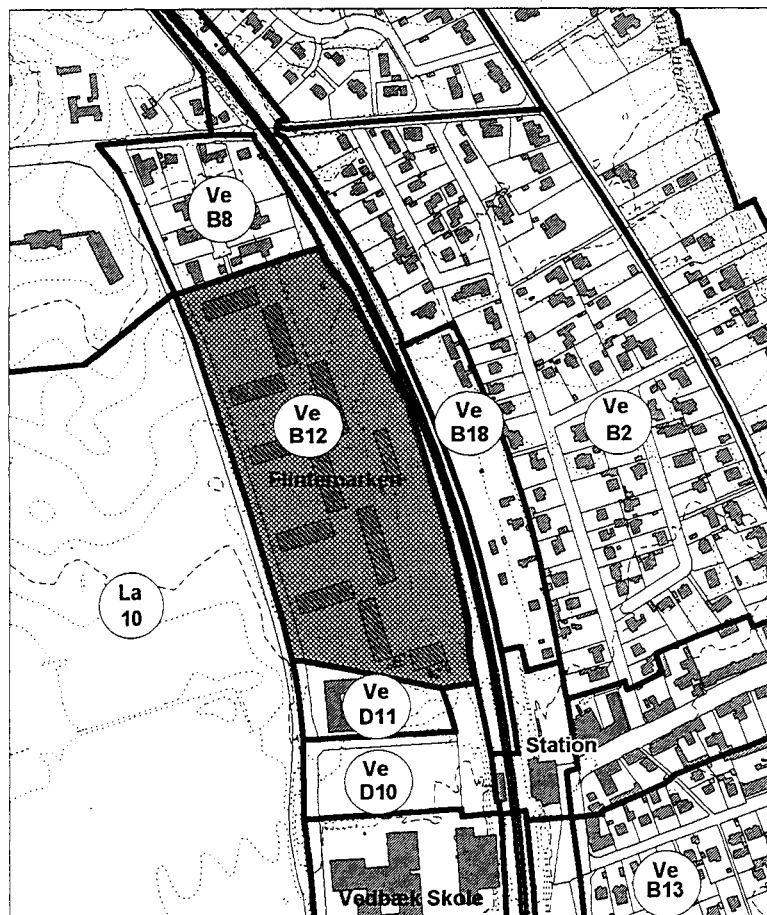 Ve
B8
Ve
B12
Ve
B18
Ve
B2
Flintemarken
La
10
Ve
D11
Station
Ve
D10
Ve
B13
Vedbæk Skole